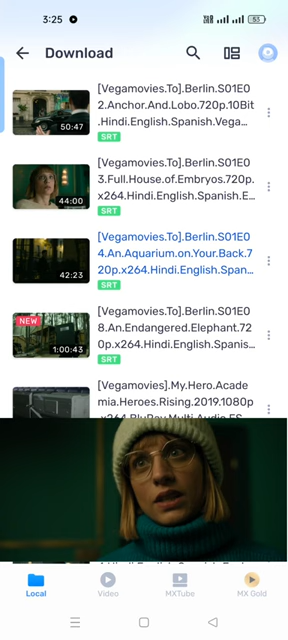 3:25
53
Download
[Vegamovies.To].Berlin.S01E0
2.Anchor.And.Lobo.720p.10Bit
.Hindi.English.Spanish.Vega...
50:47
SRT
[Vegamovies.To].Berlin.S01E0
3.Full.House.of.Embryos.720p.
x264.Hindi.English.Spanish.E...
44:00
SRT
[Vegamovies.To].Berlin.S01E0
4.An.Aquarium.on.Your.Back.7
20p.x264.Hindi.English.Span...
42:23
SRT
NEW
[Vegamovies.To].Berlin.S01E0
8.An.Endangered.Elephant.72
0p.x264.Hindi.English.Spanis...
1:00:43
SRT
[Vegamovies].My.Hero.Acade
mia.Heroes.Rising.2019.1080p
Local
Video
MXTube
MX Gold